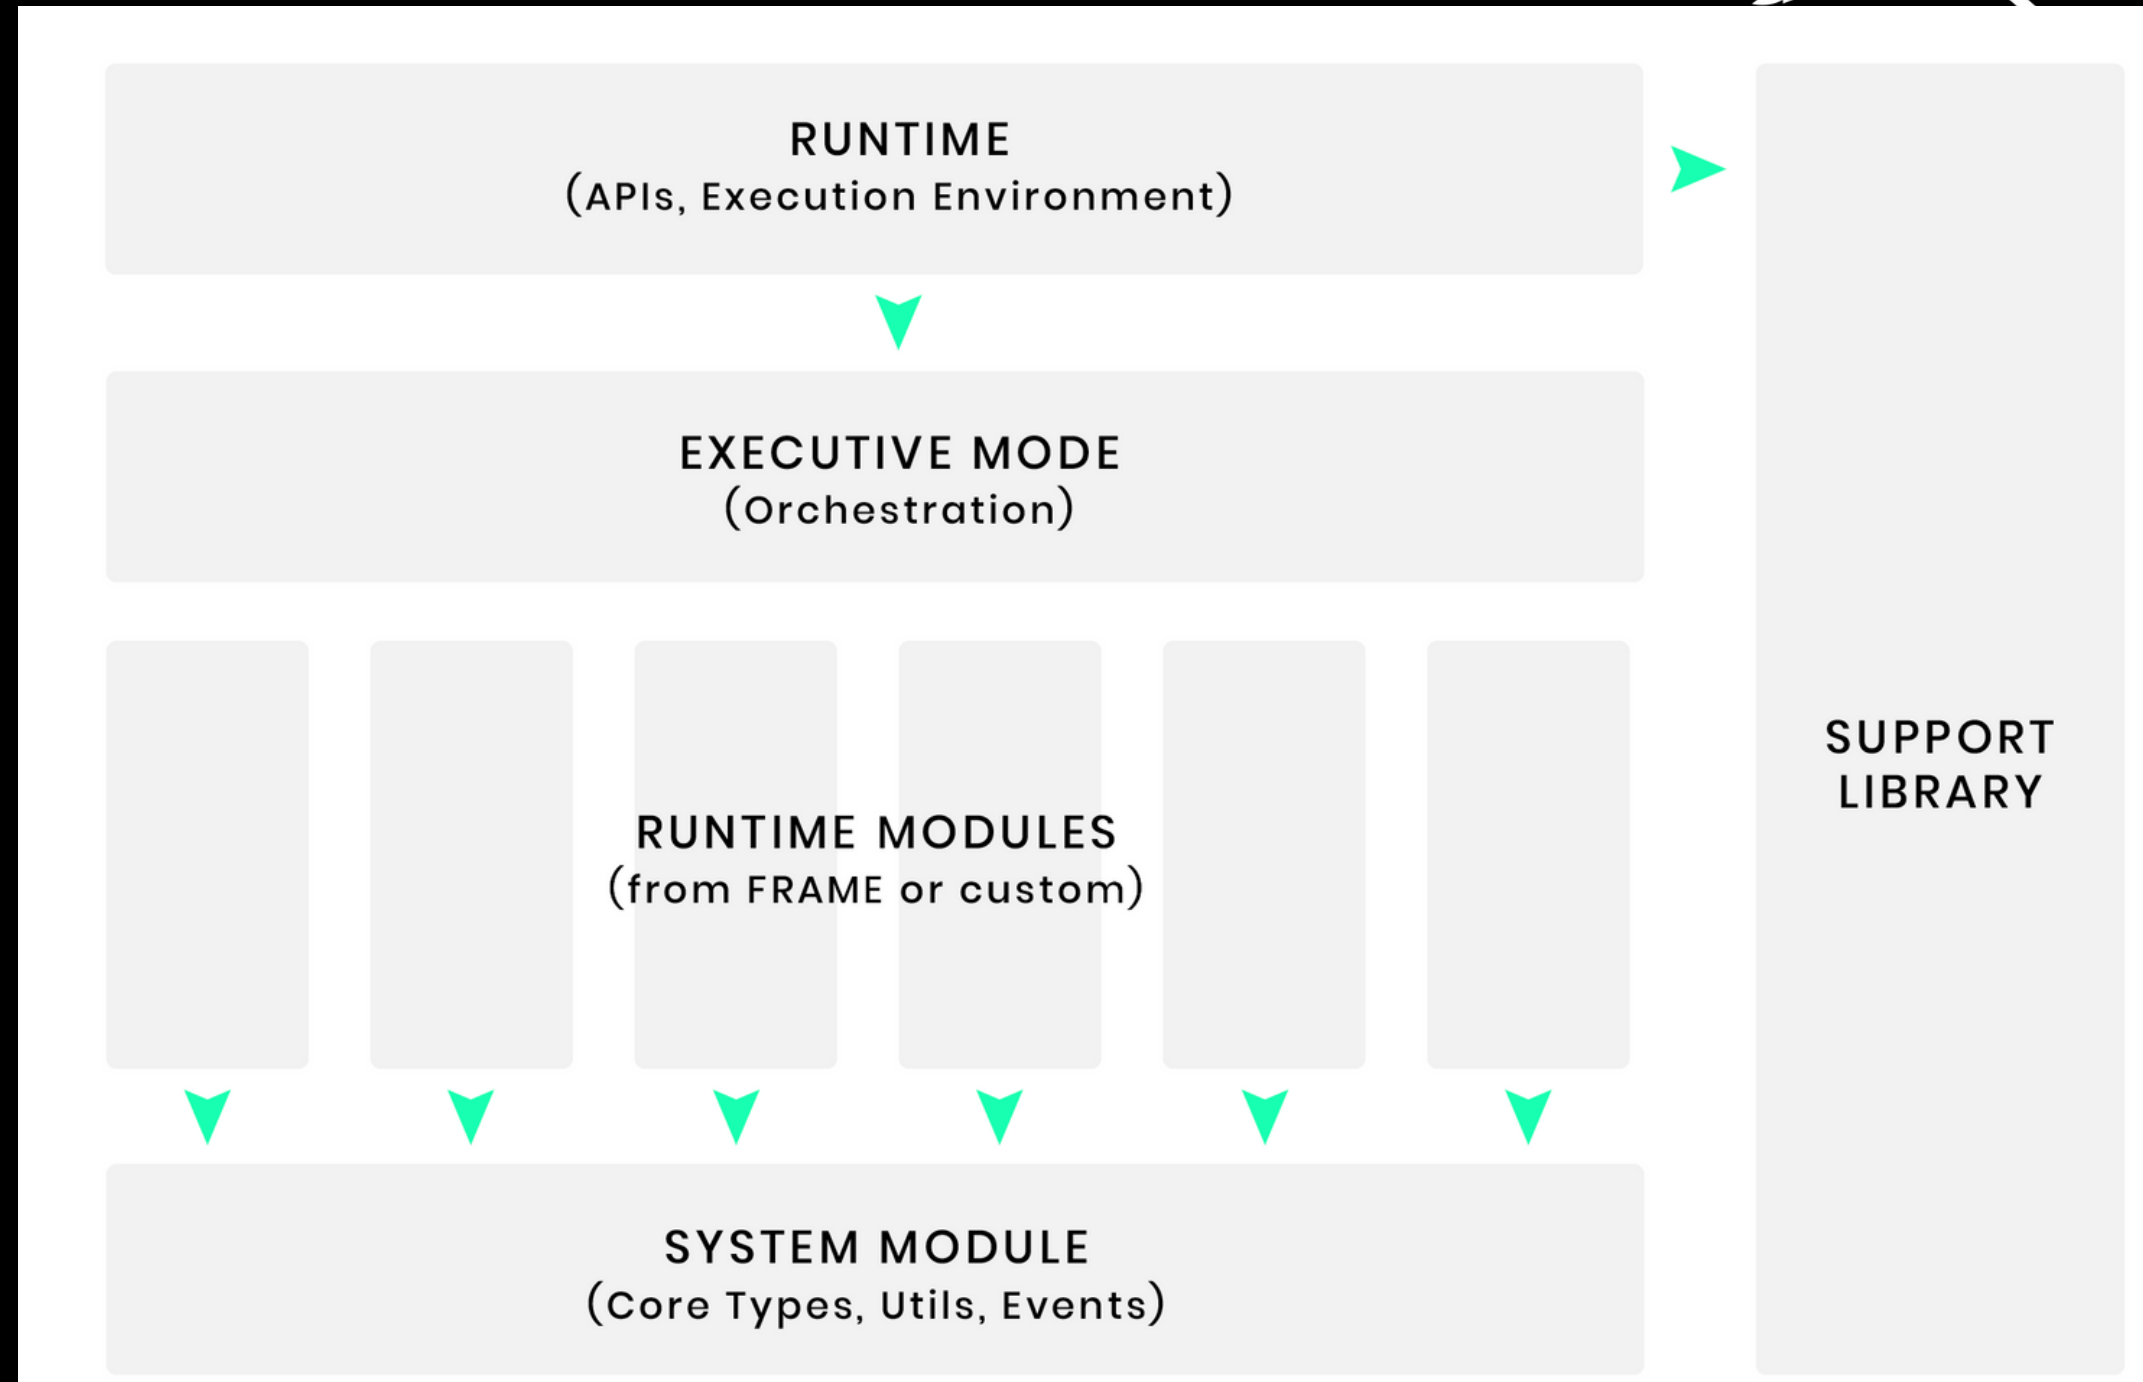 RUNTIME
(APIs, Execution Environment)
EXECUTIVE MODE
(Orchestration)
RUNTIME MODULES
(from FRAME or custom)
SYSTEM MODULE
(Core Types, Utils, Events)
SUPPORT
LIBRARY